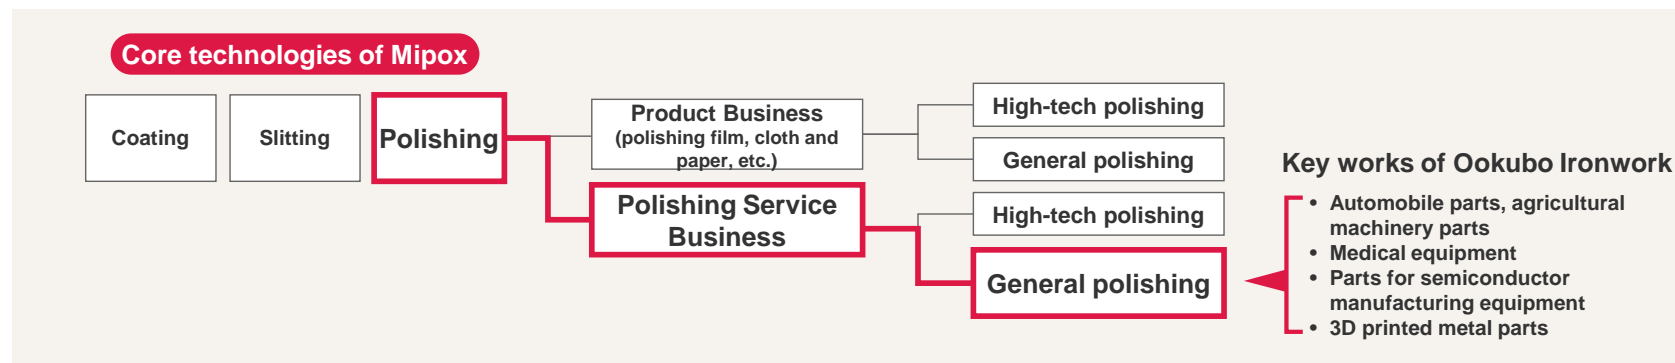 Core technologies of Mipox
Coating
Slitting
Polishing
Product Business
(polishing film, cloth and
paper, etc.)
High-tech polishing
General polishing
Polishing Service
Business
High-tech polishing
General polishing
Key works of Ookubo Ironwork
• Automobile parts, agricultural
machinery parts
• Medical equipment
• Parts for semiconductor
manufacturing equipment
• 3D printed metal parts